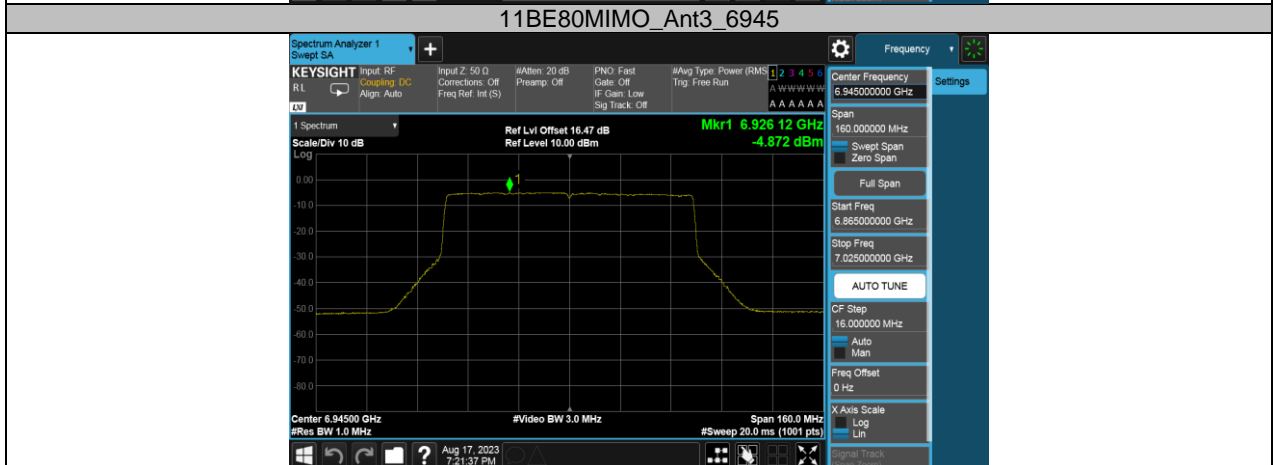 11BE80MIMO_Ant3_6945
Spectrum Analyzer 1
Swept SA
Frequency
KEYSIGHT Input: RF Input Z: 50 Ω #Atten: 20 dB PNO: Fast #Avg Type: Power (RMS 1 2 3 4 5 6
RL Coupling: DC Corrections: Off Preamp: Off Gate: Off Trig: Free Run A W W W W W
Align: Auto Freq Ref: Int (S) IF Gain: Low
LXI Sig Track: Off A A A A A A
Center Frequency
6.945000000 GHz
Settings
1 Spectrum Ref Lvl Offset 16.47 dB Mkr1 6.926 12 GHz
Scale/Div 10 dB Ref Level 10.00 dBm -4.872 dBm
Log
1
0.00
-10.0
-20.0
-30.0
-40.0
-50.0
-60.0
-70.0
-80.0
Center 6.94500 GHz #Video BW 3.0 MHz Span 160.0 MHz
#Res BW 1.0 MHz #Sweep 20.0 ms (1001 pts)
Span
160.000000 MHz
Swept Span
Zero Span
Full Span
Start Freq
6.865000000 GHz
Stop Freq
7.025000000 GHz
AUTO TUNE
CF Step
16.000000 MHz
Auto
Man
Freq Offset
0 Hz
X Axis Scale
Log
Lin
Signal Track
? Aug 17, 2023
7:21:37 PM